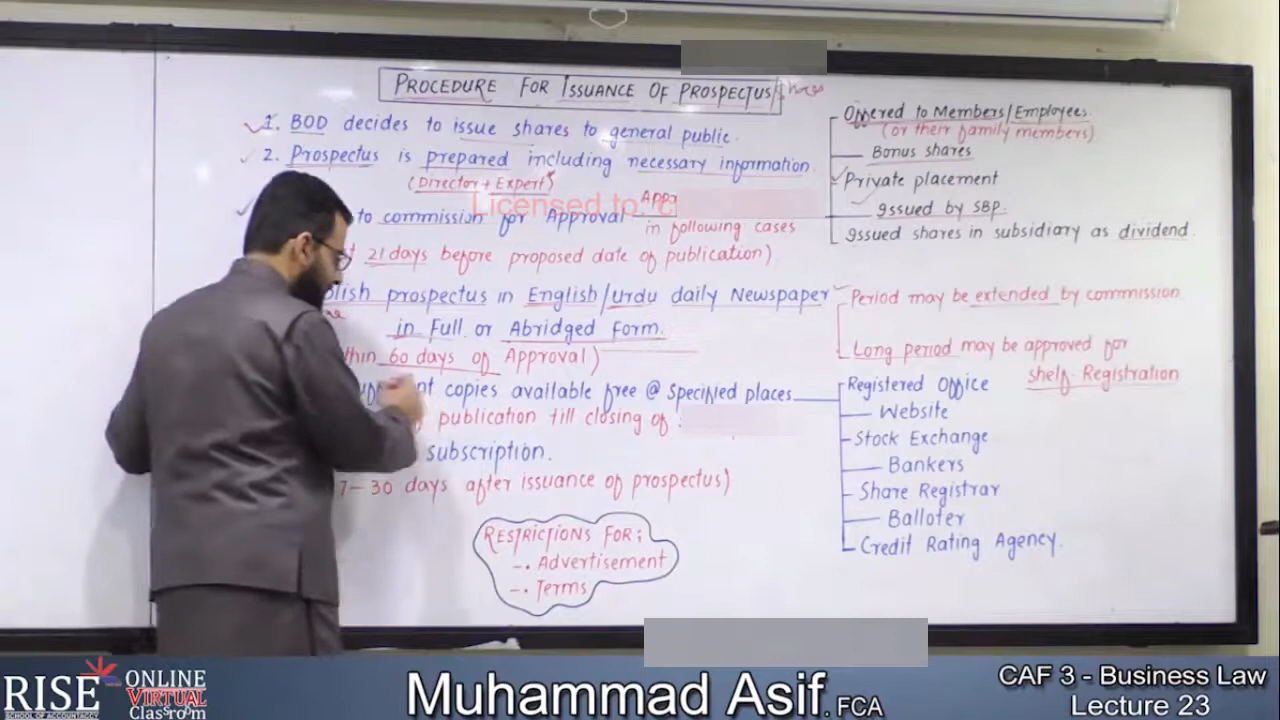 PROCEDURE FOR ISSUANCE OF PROSPECTUS/Shares
1. BOD decides to issue shares to general public.
2. Prospectus is prepared including necessary information.
(Director + Expert)
Licensed to:
to commission for Approval
in following cases
21 days before proposed date of publication)
prospectus in English/urdu daily Newspaper
in Full or Abridged Form.
60 days of Approval)
copies available free @ Specified places
publication till closing of
subscription.
7-30 days after issuance of prospectus)
RESTRICTIONS FOR:
-. Advertisement
-. Terms
Offered to Members/Employees.
(or their family members)
Bonus shares
Private placement
Issued by SBP.
Issued shares in subsidiary as dividend.
Period may be extended by commission
Long period may be approved for
shelf Registration
Registered Office
Website
Stock Exchange
Bankers
Share Registrar
Balloter
Credit Rating Agency.
RISE
SCHOOL OF ACCOUNTANCY
ONLINE
VIRTUAL
Classroom
Muhammad Asif. FCA
CAF 3 - Business Law
Lecture 23